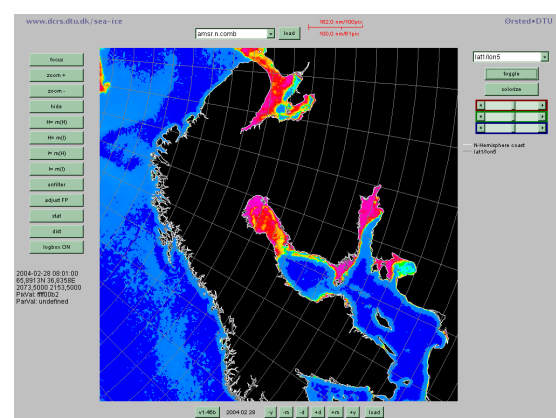 www.dcrs.dtu.dk/sea-ice
amsr.n.comb
load
162,0 nm/100pix
100,0 nm/61pix
Ørsted•DTU
focus
zoom +
zoom -
hide
H= m(H)
H= m(I)
I= m(H)
I= m(I)
unfilter
adjust FP
stat
dist
logbox ON
2004-02-28 08:01:00
65,8913N 36,8358E
2073,5000 2153,5000
PixVal: ffff00b2
ParVal: undefined
lat1/lon5
toggle
colorize
N-Hemisphere coast
lat1/lon5
v1.46b
2004 02 28
-y
-m
-d
+d
+m
+y
load